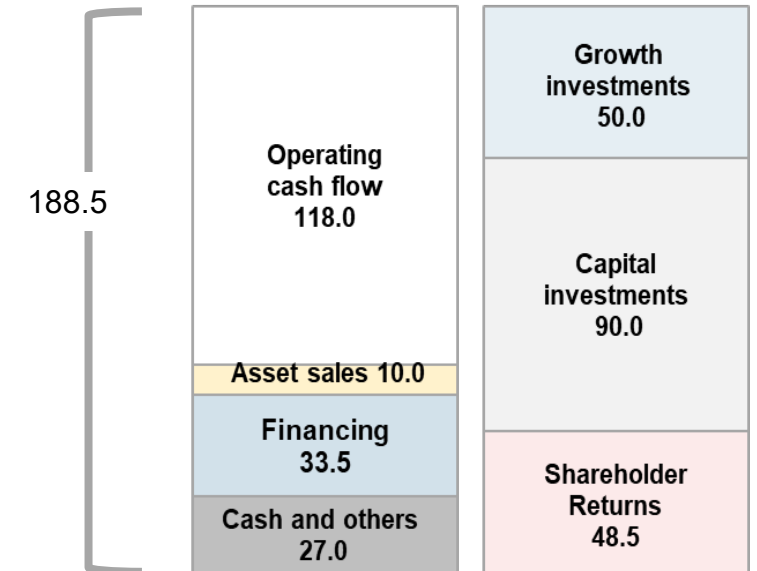 188.5
Operating
cash flow
118.0
Asset sales 10.0
Financing
33.5
Cash and others
27.0
Growth
investments
50.0
Capital
investments
90.0
Shareholder
Returns
48.5